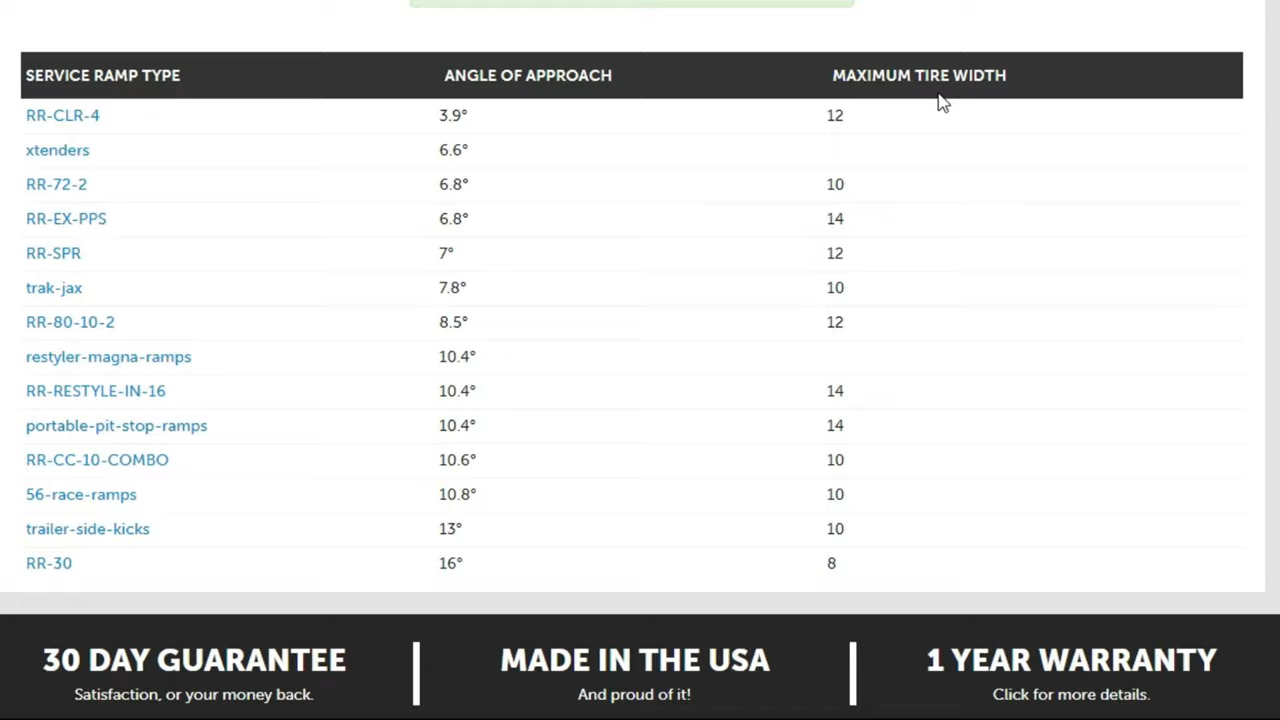 SERVICE RAMP TYPE ANGLE OF APPROACH MAXIMUM TIRE WIDTH
RR-CLR-4 3.9° 12
xtenders 6.6°
RR-72-2 6.8° 10
RR-EX-PPS 6.8° 14
RR-SPR 7° 12
trak-jax 7.8° 10
RR-80-10-2 8.5° 12
restyler-magna-ramps 10.4°
RR-RESTYLE-IN-16 10.4° 14
portable-pit-stop-ramps 10.4° 14
RR-CC-10-COMBO 10.6° 10
56-race-ramps 10.8° 10
trailer-side-kicks 13° 10
RR-30 16° 8
30 DAY GUARANTEE MADE IN THE USA 1 YEAR WARRANTY
Satisfaction, or your money back. And proud of it! Click for more details.